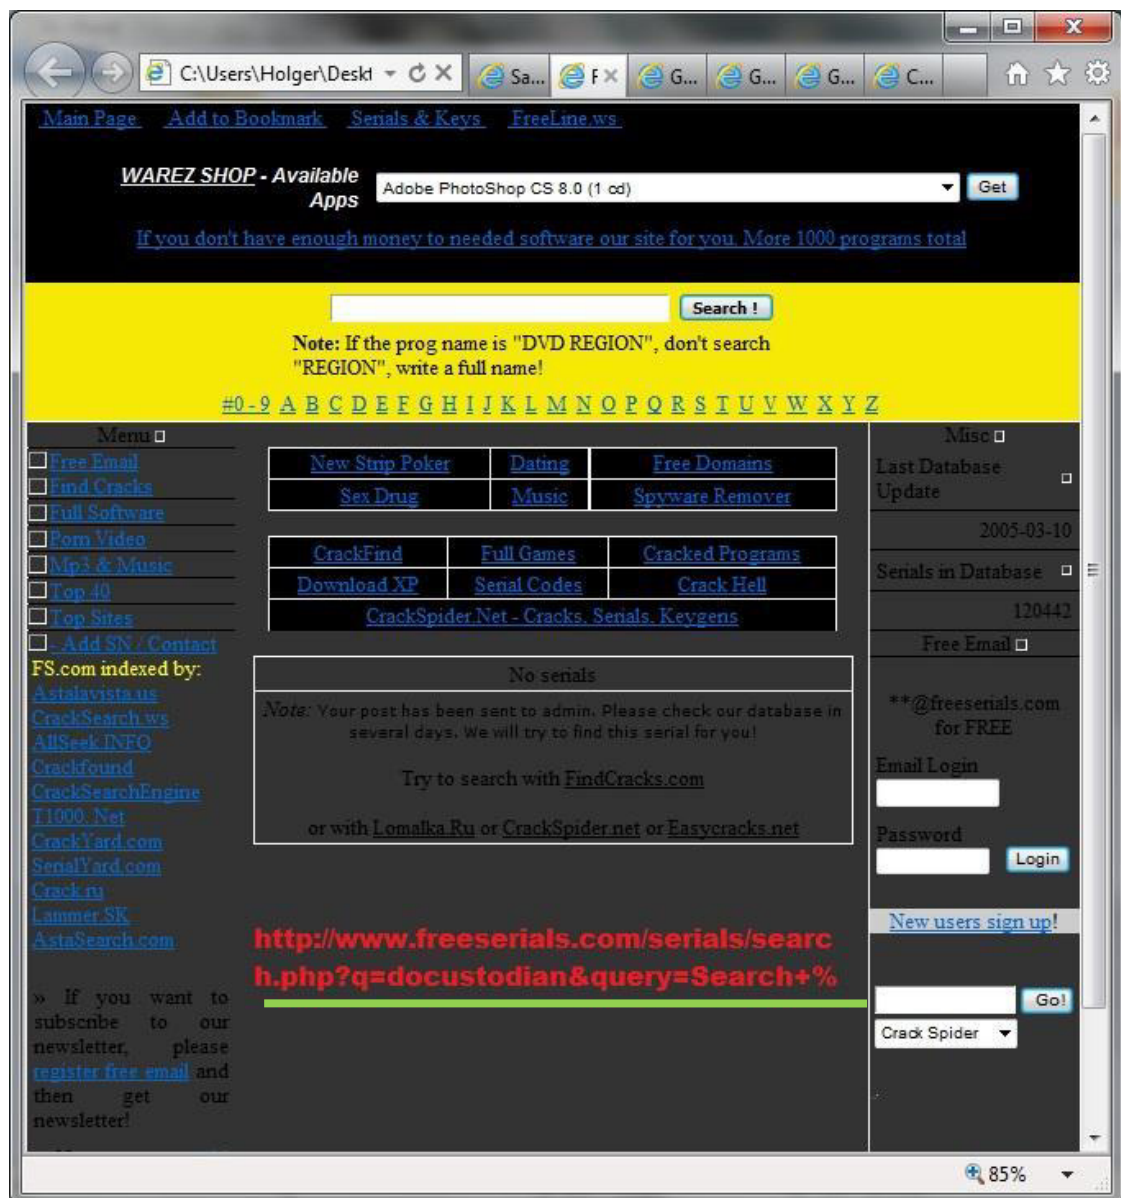 C:\Users\Holger\Deskt
Sa...
F
G...
G...
G...
C...
Main Page Add to Bookmark Serials & Keys FreeLine.ws
WAREZ SHOP - Available
Apps
Adobe PhotoShop CS 8.0 (1 cd)
Get
If you don't have enough money to needed software our site for you. More 1000 programs total
Search !
Note: If the prog name is "DVD REGION", don't search
"REGION", write a full name!
#0 - 9 A B C D E F G H I J K L M N O P Q R S T U V W X Y Z
Menu
Free Email
Find Cracks
Full Software
Porn Video
Mp3 & Music
Top 40
Top Sites
- Add SN / Contact
FS.com indexed by:
Astalavista.us
CrackSearch.ws
AllSeek.INFO
Crackfound
CrackSearchEngine
T1000. Net
CrackYard.com
SerialYard.com
Crack.ru
Lammer.SK
AstaSearch.com
» If you want to
subscribe to our
newsletter, please
register free email and
then get our
newsletter!
New Strip Poker Dating Free Domains
Sex Drug Music Spyware Remover
CrackFind Full Games Cracked Programs
Download XP Serial Codes Crack Hell
CrackSpider.Net - Cracks, Serials, Keygens
No serials
Note: Your post has been sent to admin. Please check our database in
several days. We will try to find this serial for you!
Try to search with FindCracks.com
or with Lomalka.Ru or CrackSpider.net or Easycracks.net
http://www.freeserials.com/serials/searc
h.php?q=docustodian&query=Search+%
Misc
Last Database
Update
2005-03-10
Serials in Database
120442
Free Email
**@freeserials.com
for FREE
Email Login
Password
Login
New users sign up!
Go!
Crack Spider
85%